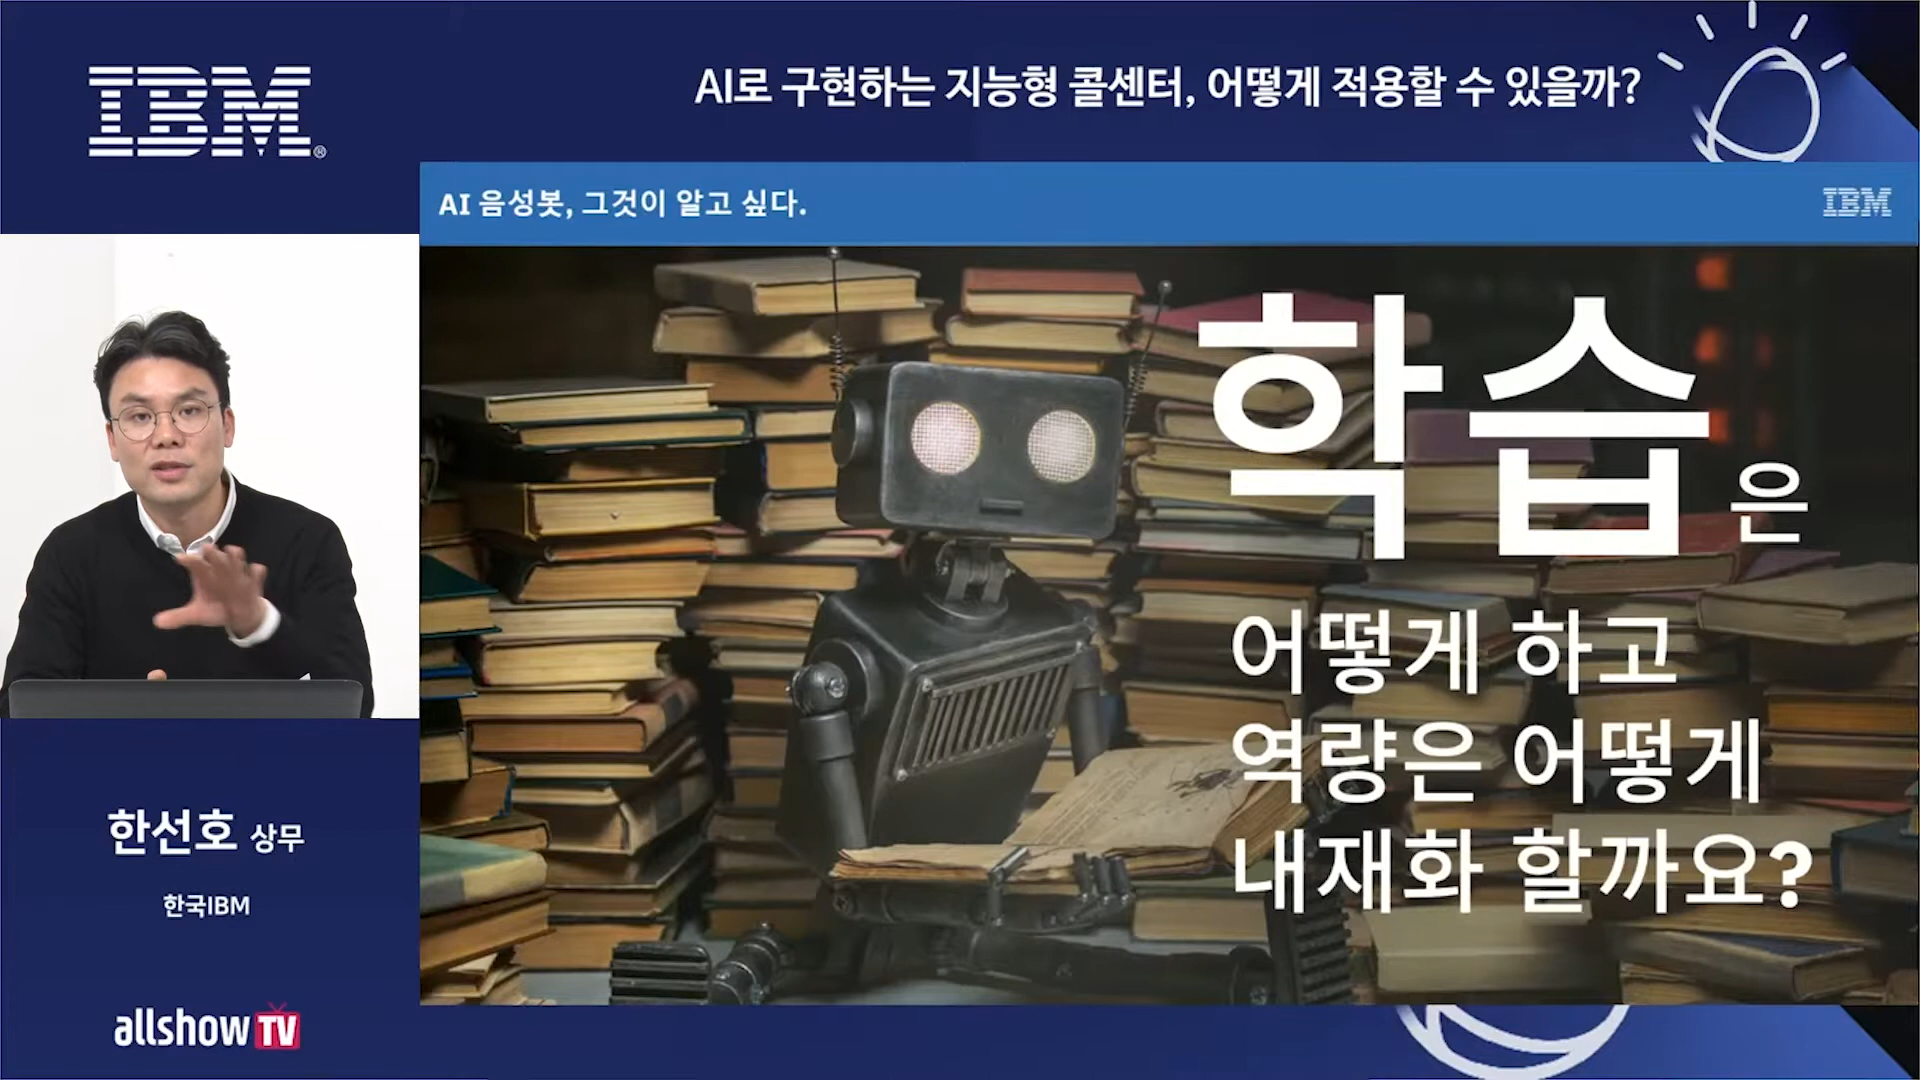 IBM
AI로 구현하는 지능형 콜센터, 어떻게 적용할 수 있을까?
AI 음성봇, 그것이 알고 싶다.
IBM
학습은
어떻게 하고
역량은 어떻게
내재화 할까요?
한선호 상무
한국IBM
allshow TV